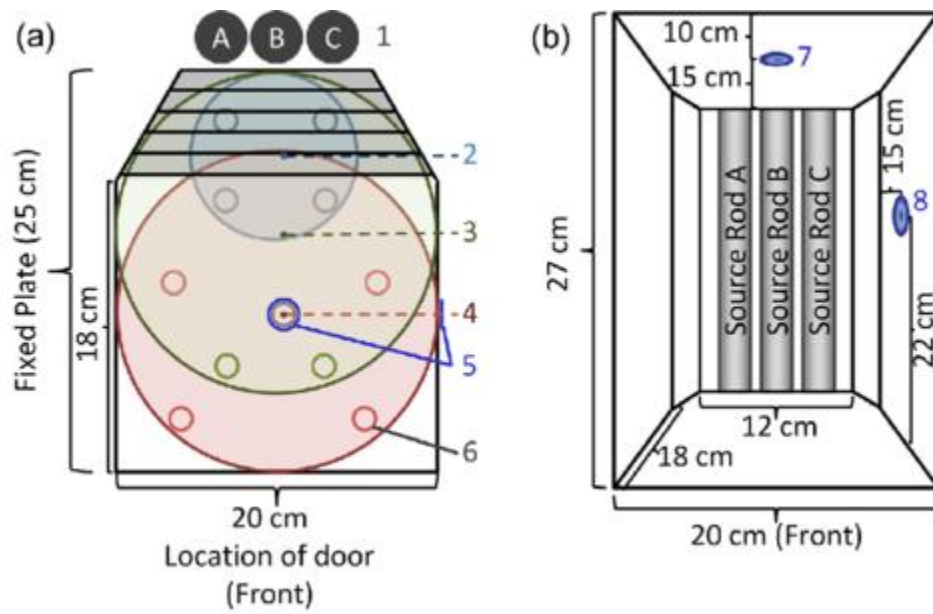 (a)
A B C 1
Fixed Plate (25 cm)
18 cm
2
3
4
5
6
20 cm
Location of door
(Front)
(b)
10 cm
7
15 cm
27 cm
Source Rod A
Source Rod B
Source Rod C
15 cm
8
22 cm
12 cm
18 cm
20 cm (Front)